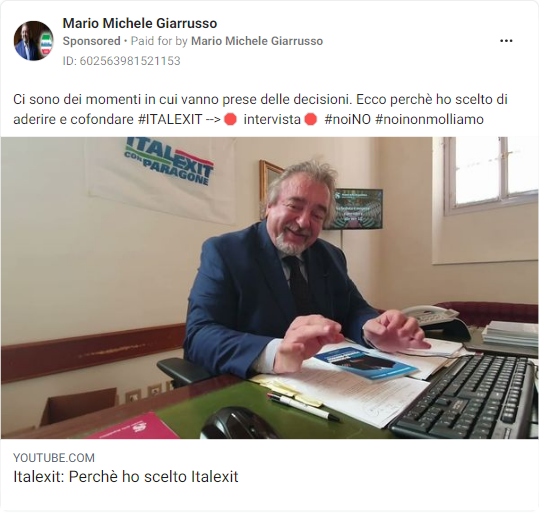 Mario Michele Giarrusso
Sponsored • Paid for by Mario Michele Giarrusso
ID: 602563981521153
Ci sono dei momenti in cui vanno prese delle decisioni. Ecco perchè ho scelto di
aderire e cofondare #ITALEXIT -->🛑 intervista🛑 #noiNO #noinonmolliamo
ITALEXIT
CON PARAGONE
YOUTUBE.COM
Italexit: Perchè ho scelto Italexit